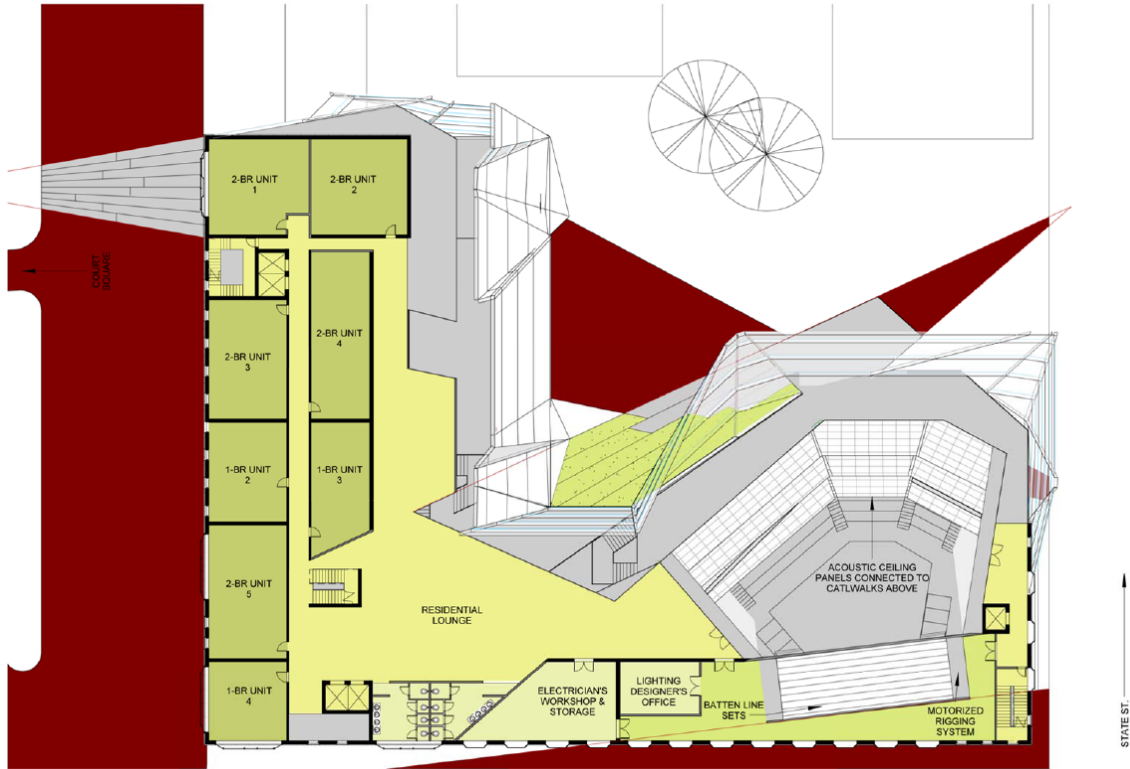 2-BR UNIT
1
2-BR UNIT
2
COURT
SQUARE
2-BR UNIT
4
2-BR UNIT
3
1-BR UNIT
2
1-BR UNIT
3
2-BR UNIT
5
RESIDENTIAL
LOUNGE
ACOUSTIC CEILING
PANELS CONNECTED TO
CATLWALKS ABOVE
1-BR UNIT
4
ELECTRICIAN'S
WORKSHOP &
STORAGE
LIGHTING
DESIGNER'S
OFFICE
BATTEN LINE
SETS
MOTORIZED
RIGGING
SYSTEM
STATE ST.